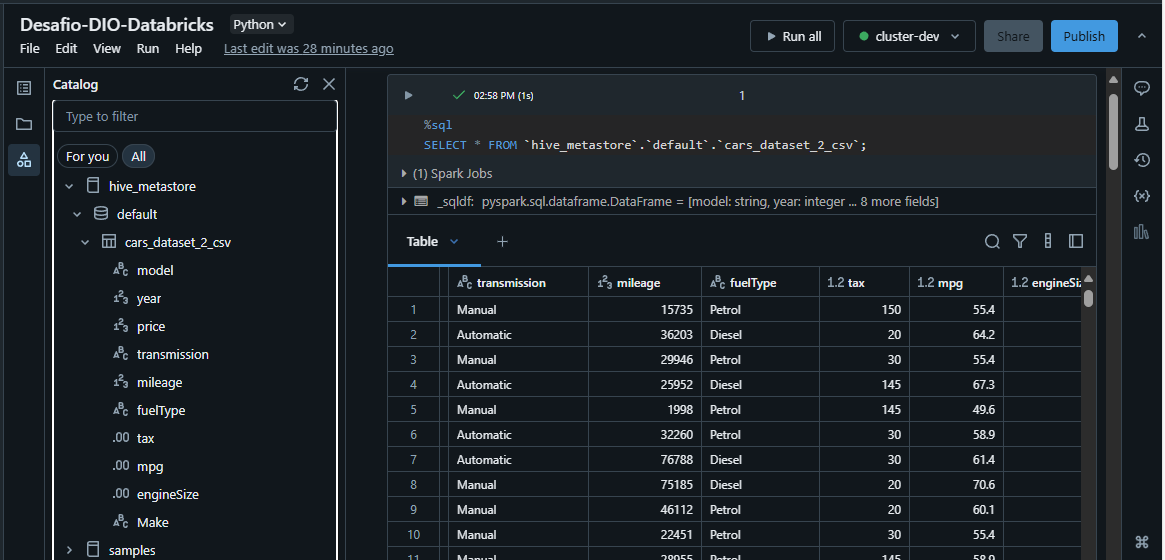 Desafio-DIO-Databricks Python
File Edit View Run Help Last edit was 28 minutes ago
Run all cluster-dev Share Publish
Catalog
Type to filter
For you All
hive_metastore
default
cars_dataset_2_csv
model
year
price
transmission
mileage
fuelType
tax
mpg
engineSize
Make
samples
02:58 PM (1s) 1
%sql
SELECT * FROM `hive_metastore`.`default`.`cars_dataset_2_csv`;
(1) Spark Jobs
_sqldf: pyspark.sql.dataframe.DataFrame = [model: string, year: integer ... 8 more fields]
Table +
ABC transmission 123 mileage ABC fuelType 1.2 tax 1.2 mpg 1.2 engineSi
1 Manual 15735 Petrol 150 55.4
2 Automatic 36203 Diesel 20 64.2
3 Manual 29946 Petrol 30 55.4
4 Automatic 25952 Diesel 145 67.3
5 Manual 1998 Petrol 145 49.6
6 Automatic 32260 Petrol 30 58.9
7 Automatic 76788 Diesel 30 61.4
8 Manual 75185 Diesel 20 70.6
9 Manual 46112 Petrol 20 60.1
10 Manual 22451 Petrol 30 55.4
11 Manual 28955 Petrol 145 58.9